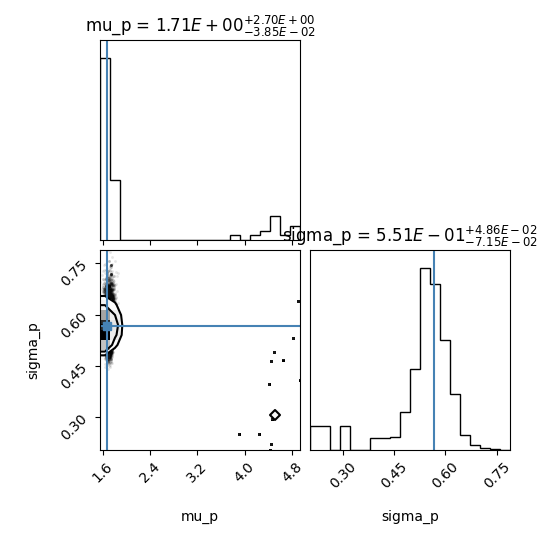 mu_p = 1.71E + 00+2.70E + 00 −3.85E − 02
sigma_p = 5.51E − 01+4.86E − 02 −7.15E − 02
0.75
0.60
0.45
0.30
sigma_p
1.6 2.4 3.2 4.0 4.8
0.30 0.45 0.60 0.75
mu_p
sigma_p